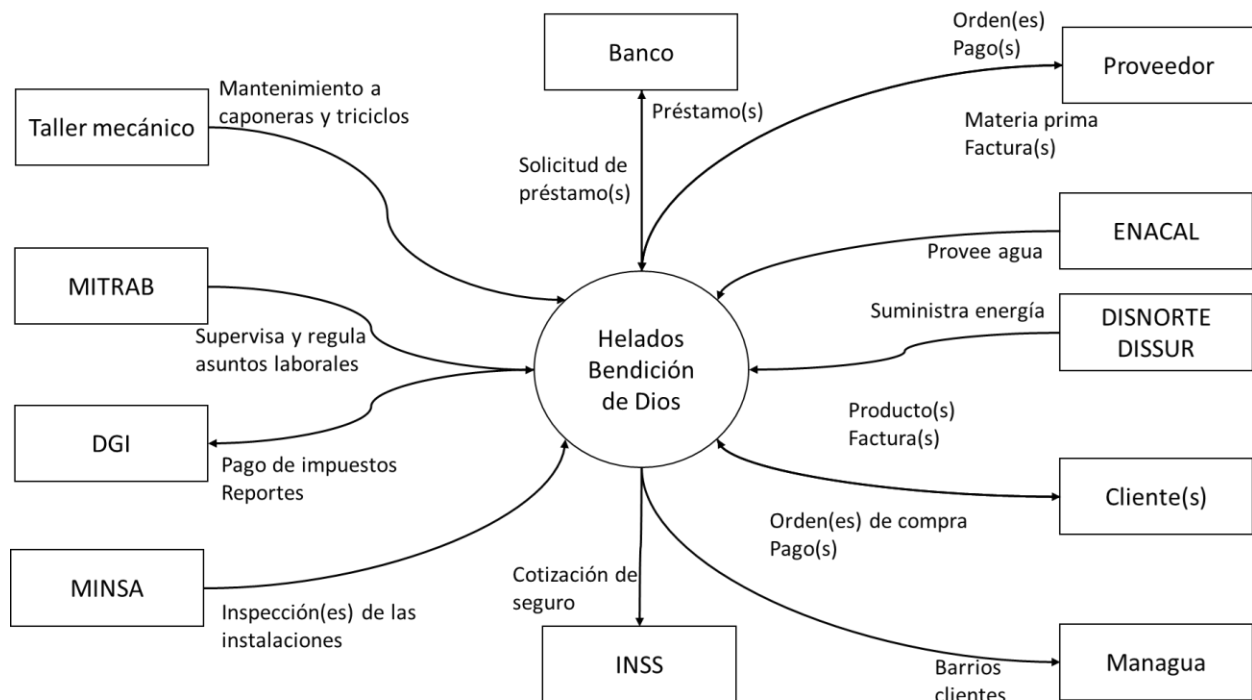 Banco
Orden(es)
Pago(s)
Proveedor
Taller mecánico
Mantenimiento a
caponeras y triciclos
Préstamo(s)
Solicitud de
préstamo(s)
Materia prima
Factura(s)
ENACAL
Provee agua
MITRAB
Supervisa y regula
asuntos laborales
Suministra energía
DISNORTE
DISSUR
Helados
Bendición
de Dios
DGI
Pago de impuestos
Reportes
Producto(s)
Factura(s)
Cliente(s)
Orden(es) de compra
Pago(s)
MINSA
Inspección(es) de las
instalaciones
Cotización de
seguro
INSS
Barrios
clientes
Managua